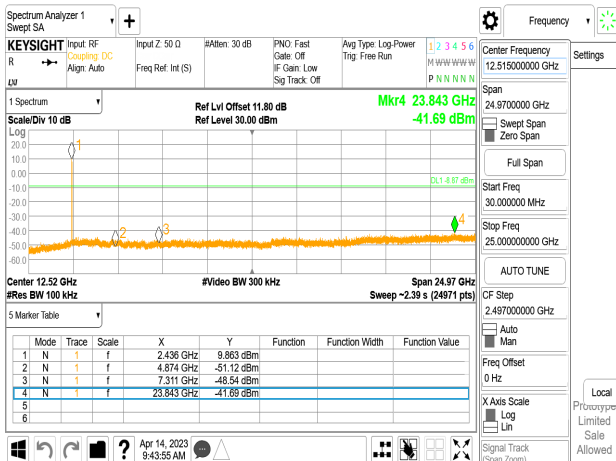 Spectrum Analyzer 1
Swept SA
+
Frequency
KEYSIGHT
R
LXI
Input: RF
Coupling: DC
Align: Auto
Input Z: 50 Ω
Freq Ref: Int (S)
#Atten: 30 dB
PNO: Fast
Gate: Off
IF Gain: Low
Sig Track: Off
Avg Type: Log-Power
Trig: Free Run
1 2 3 4 5 6
M W W W W W
P N N N N N
1 Spectrum
Scale/Div 10 dB
Ref Lvl Offset 11.80 dB
Ref Level 30.00 dBm
Mkr4 23.843 GHz
-41.69 dBm
Log
20.0
10.0
0.00
-10.0
-20.0
-30.0
-40.0
-50.0
-60.0
1
2
3
4
Center 12.52 GHz
#Res BW 100 kHz
#Video BW 300 kHz
Span 24.97 GHz
Sweep ~2.39 s (24971 pts)
5 Marker Table
Mode Trace Scale X Y Function Function Width Function Value
1 N 1 f 2.436 GHz 9.863 dBm
2 N 1 f 4.874 GHz -51.12 dBm
3 N 1 f 7.311 GHz -48.54 dBm
4 N 1 f 23.843 GHz -41.69 dBm
5
6
?
Apr 14, 2023
9:43:55 AM
Center Frequency
12.515000000 GHz
Settings
Span
24.9700000 GHz
Swept Span
Zero Span
Full Span
Start Freq
30.000000 MHz
Stop Freq
25.000000000 GHz
AUTO TUNE
CF Step
2.497000000 GHz
Auto
Man
Freq Offset
0 Hz
X Axis Scale
Log
Lin
Signal Track
(Span Zoom)
Local
Prototype
Limited
Sale
Allowed